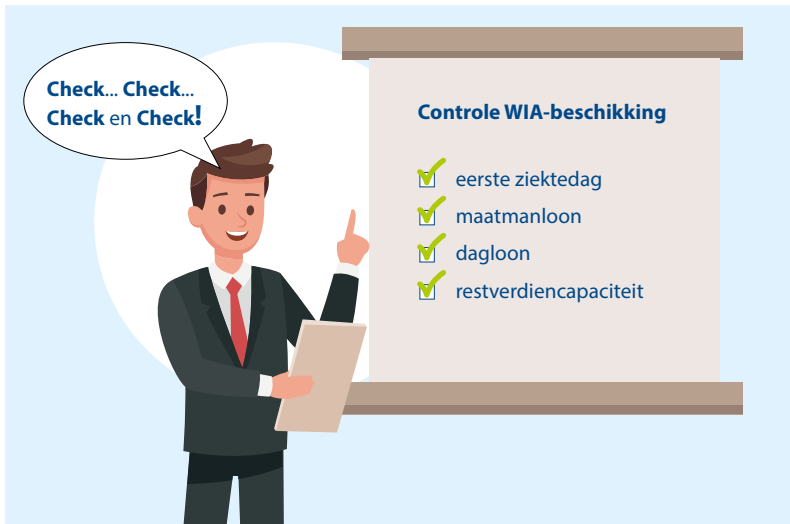 Check... Check...
Check en Check!
Controle WIA-beschikking
eerste ziektedag
maatmanloon
dagloon
restverdiencapaciteit